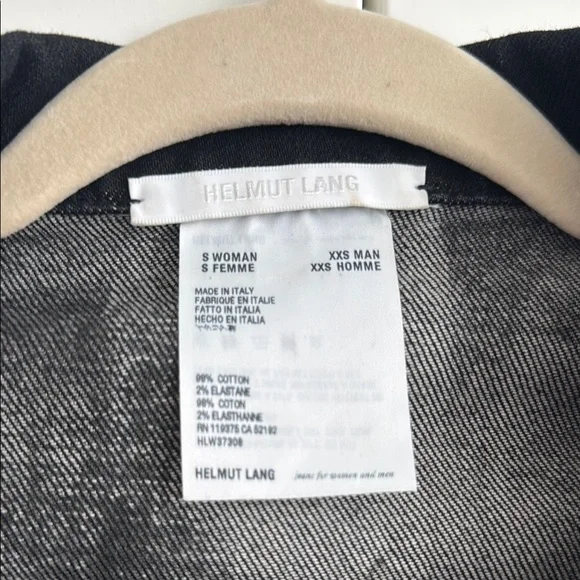 HELMUT LANG
S WOMAN XXS MAN
S FEMME XXS HOMME
MADE IN ITALY
FABRIQUÉ EN ITALIE
FATTO IN ITALIA
HECHO EN ITALIA
98% COTTON
2% ELASTANE
98% COTON
2% ELASTHANNE
RN 119375 CA 52192
HLW37308
HELMUT LANG jeans for women and men